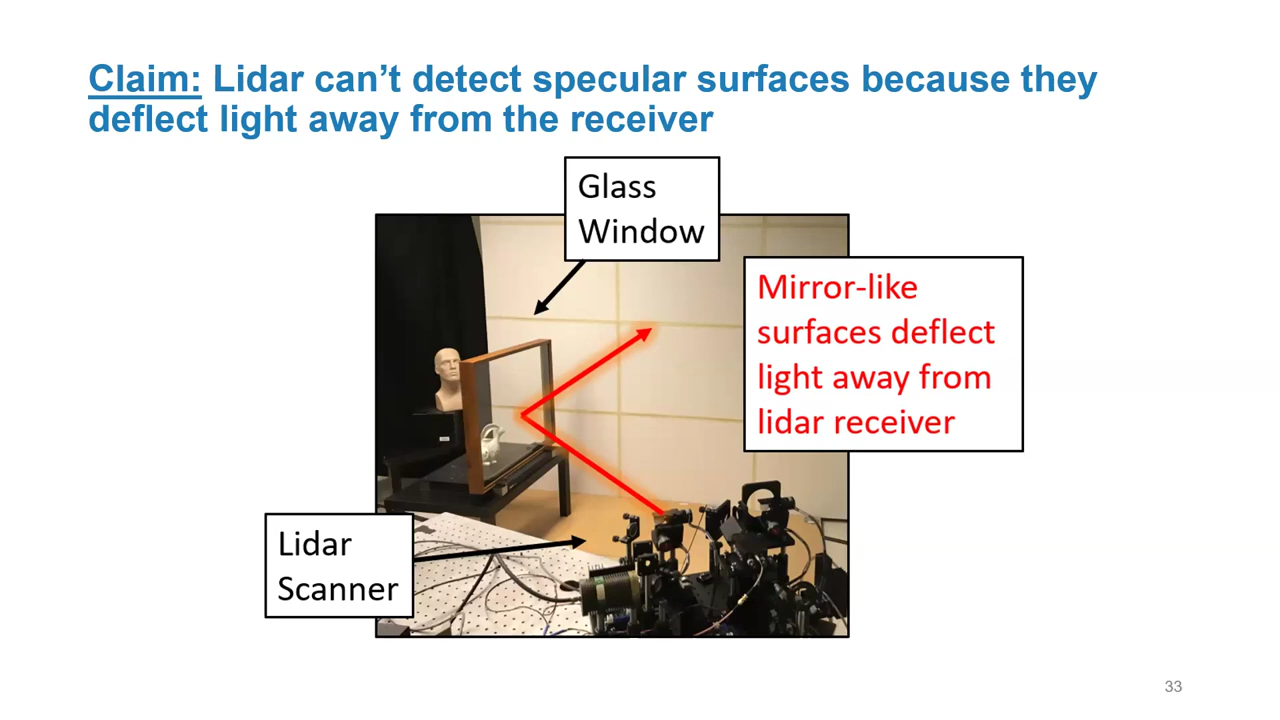 Claim: Lidar can’t detect specular surfaces because they
deflect light away from the receiver
Glass
Window
Mirror-like
surfaces deflect
light away from
lidar receiver
Lidar
Scanner
33